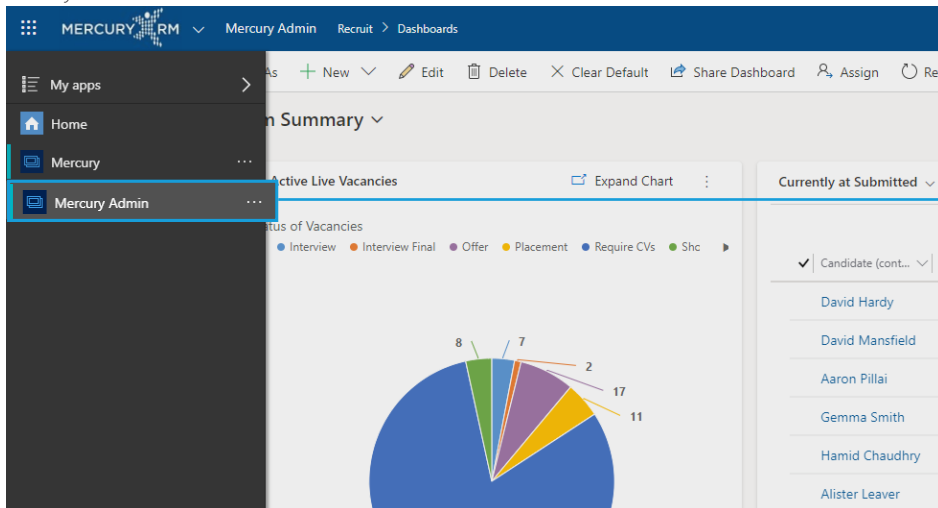 MERCURY xRM Mercury Admin Recruit > Dashboards
My apps
As New Edit Delete Clear Default Share Dashboard Assign Re
Home
Summary
Mercury ...
Active Live Vacancies Expand Chart Currently at Submitted
Mercury Admin ...
tus of Vacancies
Interview Interview Final Offer Placement Require CVs Shc
Candidate (cont...
David Hardy
8 7
David Mansfield
2
Aaron Pillai
17
11
Gemma Smith
Hamid Chaudhry
Alister Leaver